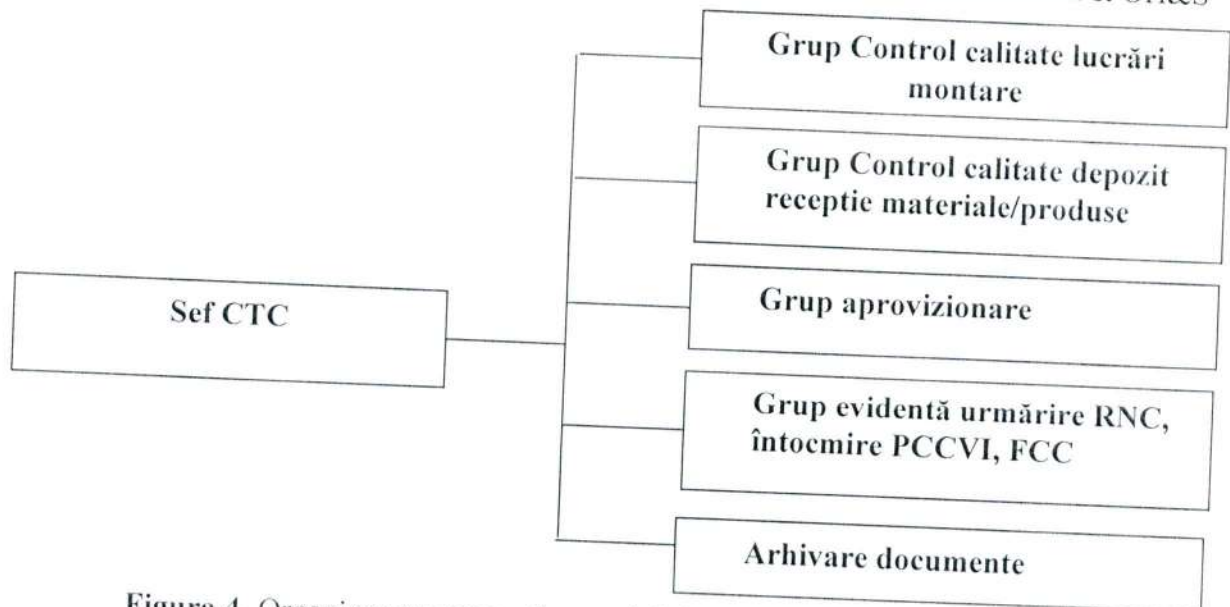 Grup Control calitate lucrări
montare
Grup Control calitate depozit
receptie materiale/produse
Sef CTC
Grup aprovizionare
Grup evidentă urmărire RNC,
întocmire PCCVI, FCC
Arhivare documente
Figura 4.